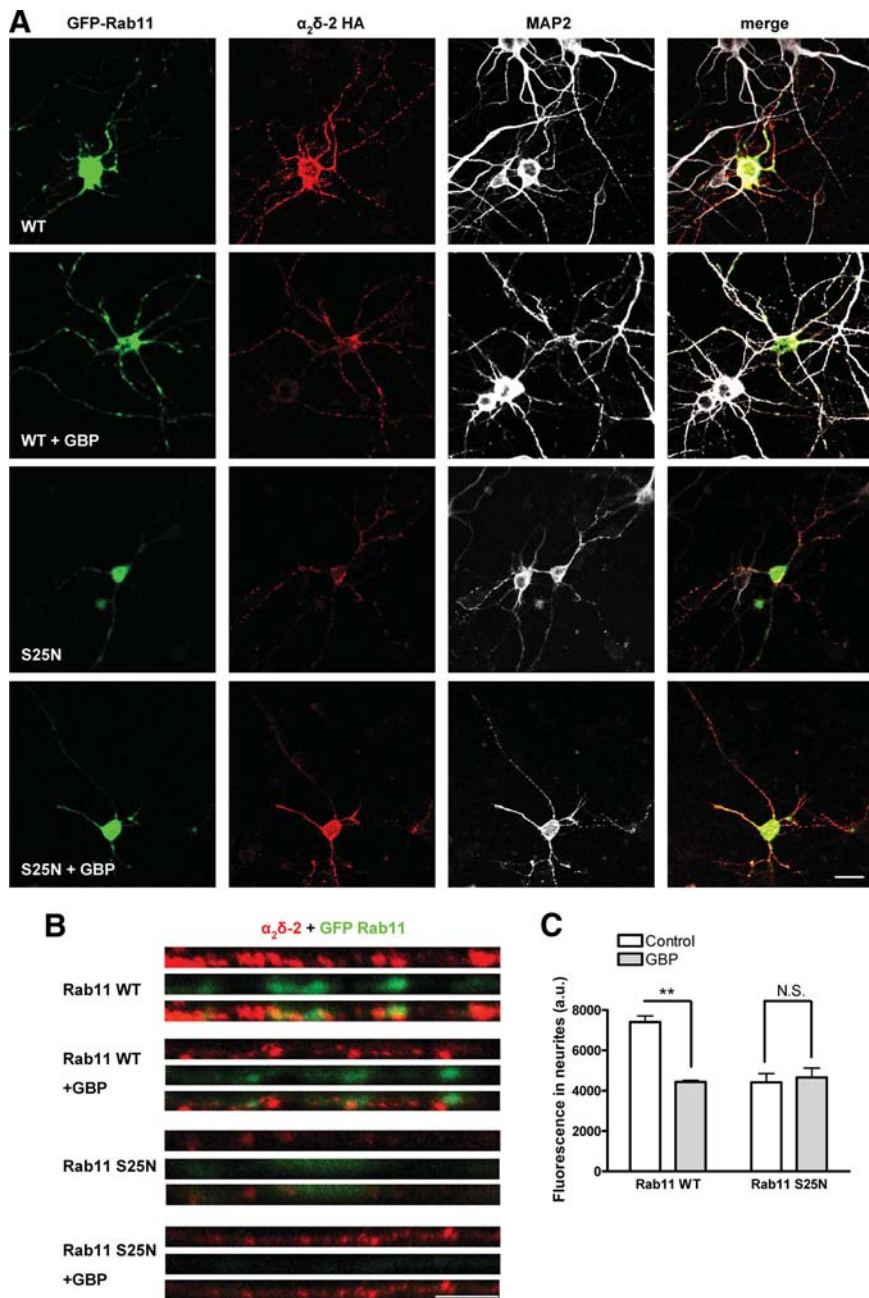 A
GFP-Rab11 α₂δ-2 HA MAP2 merge
WT
WT + GBP
S25N
S25N + GBP
B
α₂δ-2 + GFP Rab11
Rab11 WT
Rab11 WT
+GBP
Rab11 S25N
Rab11 S25N
+GBP
C
Control
GBP
Fluorescence in neurites (a.u.)
8000
6000
4000
2000
0
**
N.S.
Rab11 WT Rab11 S25N